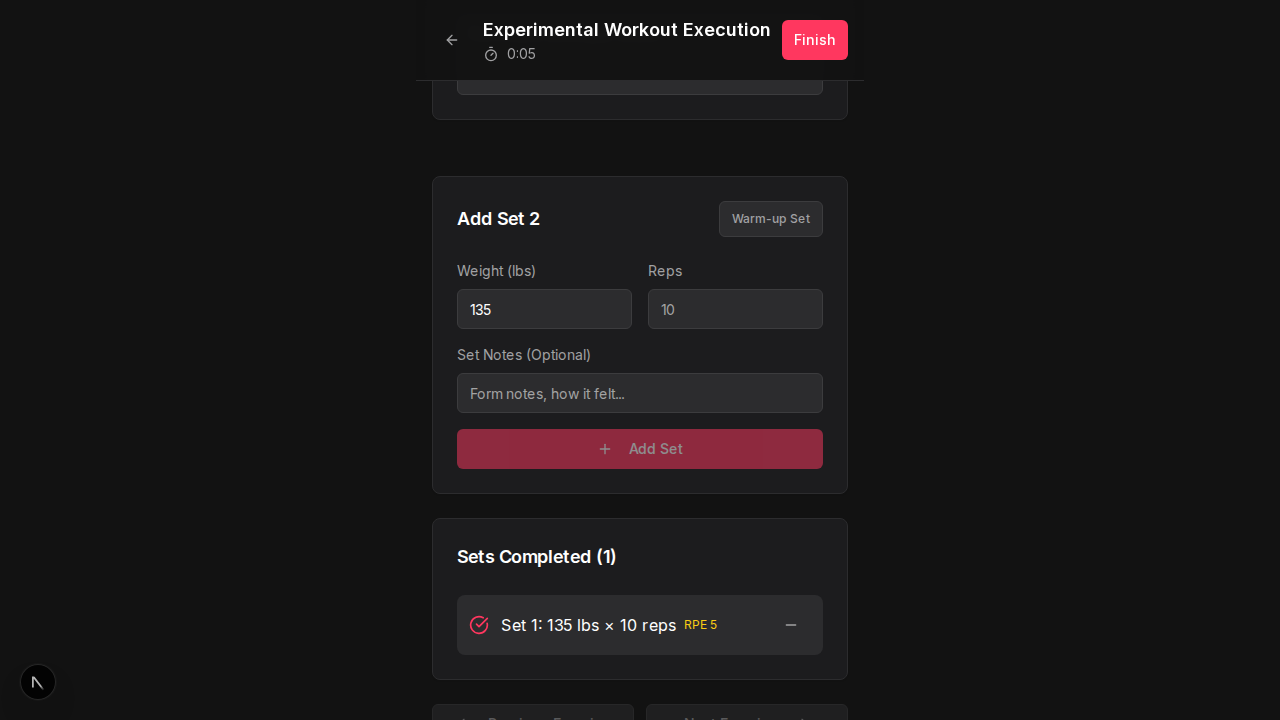 Experimental Workout Execution
0:05
Finish
Add Set 2
Warm-up Set
Weight (lbs)
Reps
135
10
Set Notes (Optional)
Form notes, how it felt...
Add Set
Sets Completed (1)
Set 1: 135 lbs × 10 reps RPE 5